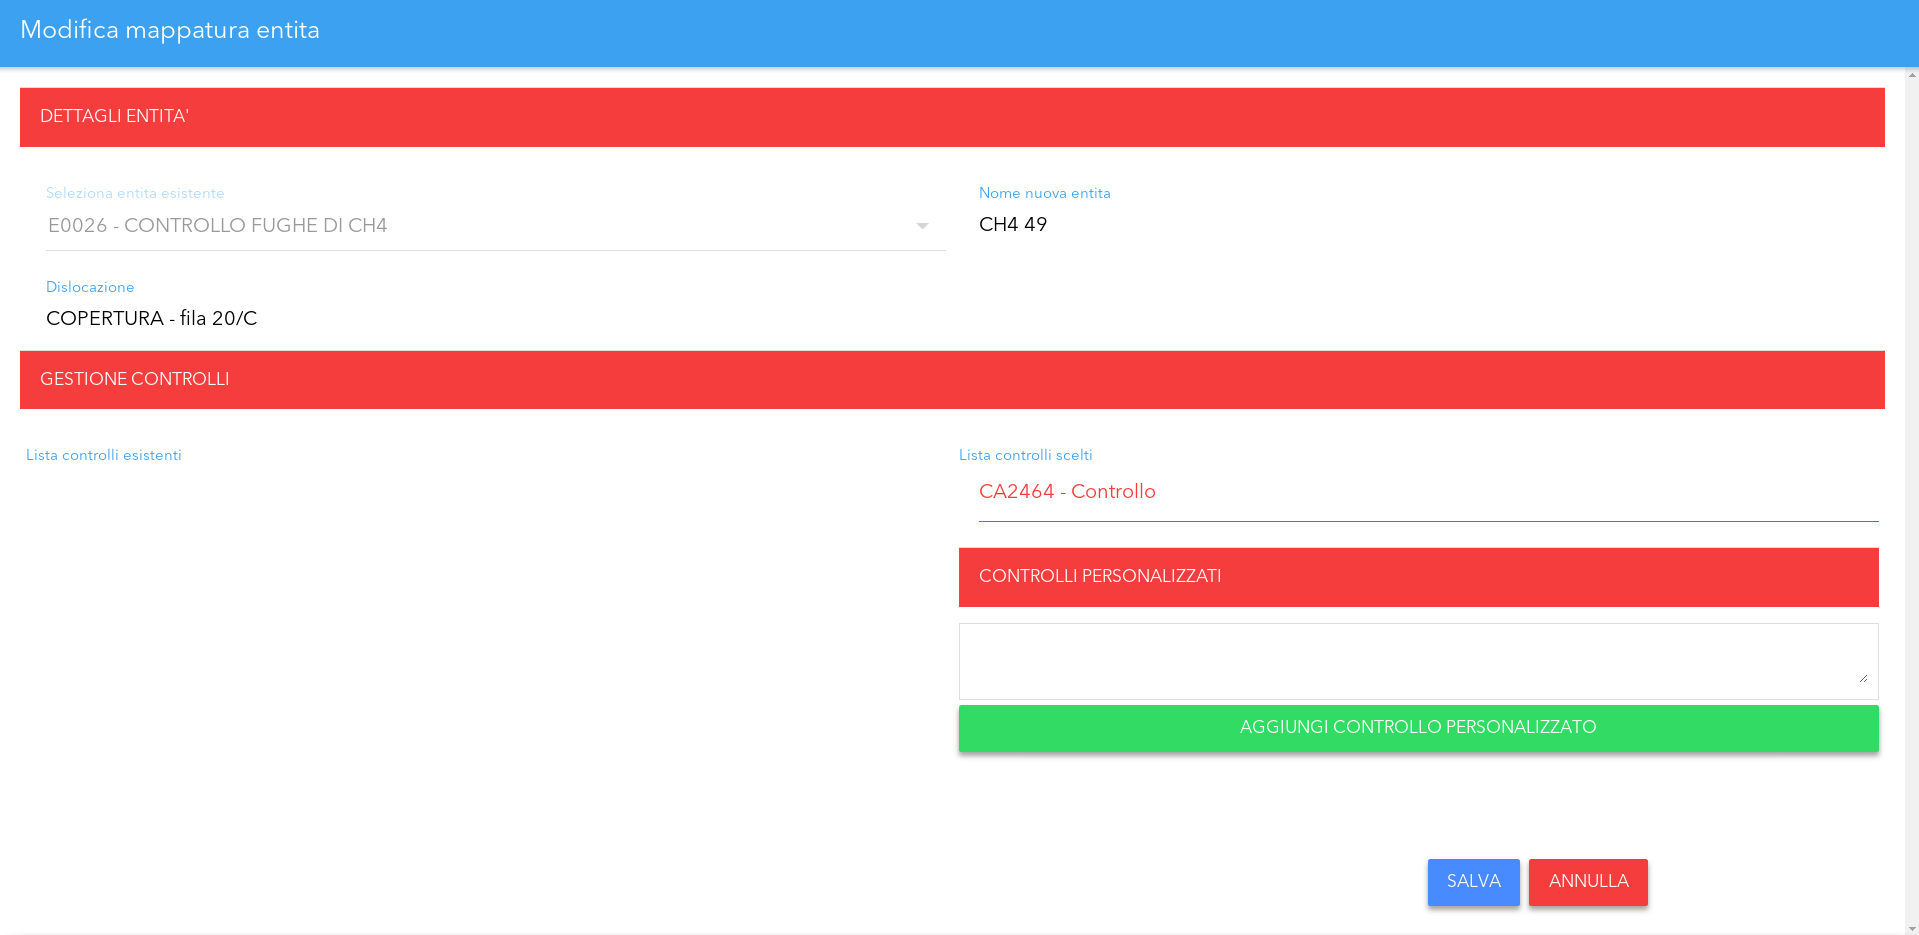 Modifica mappatura entita
DETTAGLI ENTITA'
Seleziona entita esistente
E0026 - CONTROLLO FUGHE DI CH4
Nome nuova entita
CH4 49
Dislocazione
COPERTURA - fila 20/C
GESTIONE CONTROLLI
Lista controlli esistenti
Lista controlli scelti
CA2464 - Controllo
CONTROLLI PERSONALIZZATI
AGGIUNGI CONTROLLO PERSONALIZZATO
SALVA
ANNULLA